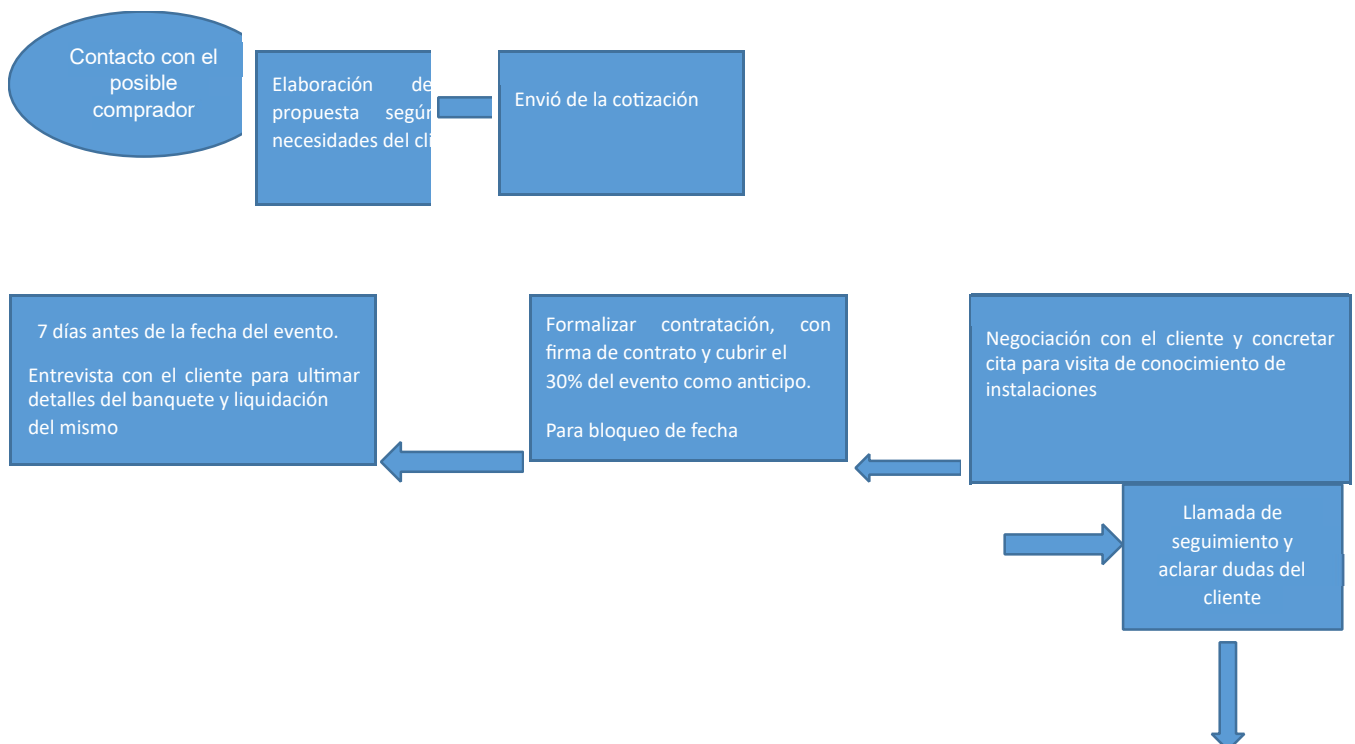 Contacto con el
posible
comprador
Elaboración de
propuesta según
necesidades del cli
Envió de la cotización
7 días antes de la fecha del evento.
Entrevista con el cliente para ultimar
detalles del banquete y liquidación
del mismo
Formalizar contratación, con
firma de contrato y cubrir el
30% del evento como anticipo.
Para bloqueo de fecha
Negociación con el cliente y concretar
cita para visita de conocimiento de
instalaciones
Llamada de
seguimiento y
aclarar dudas del
cliente